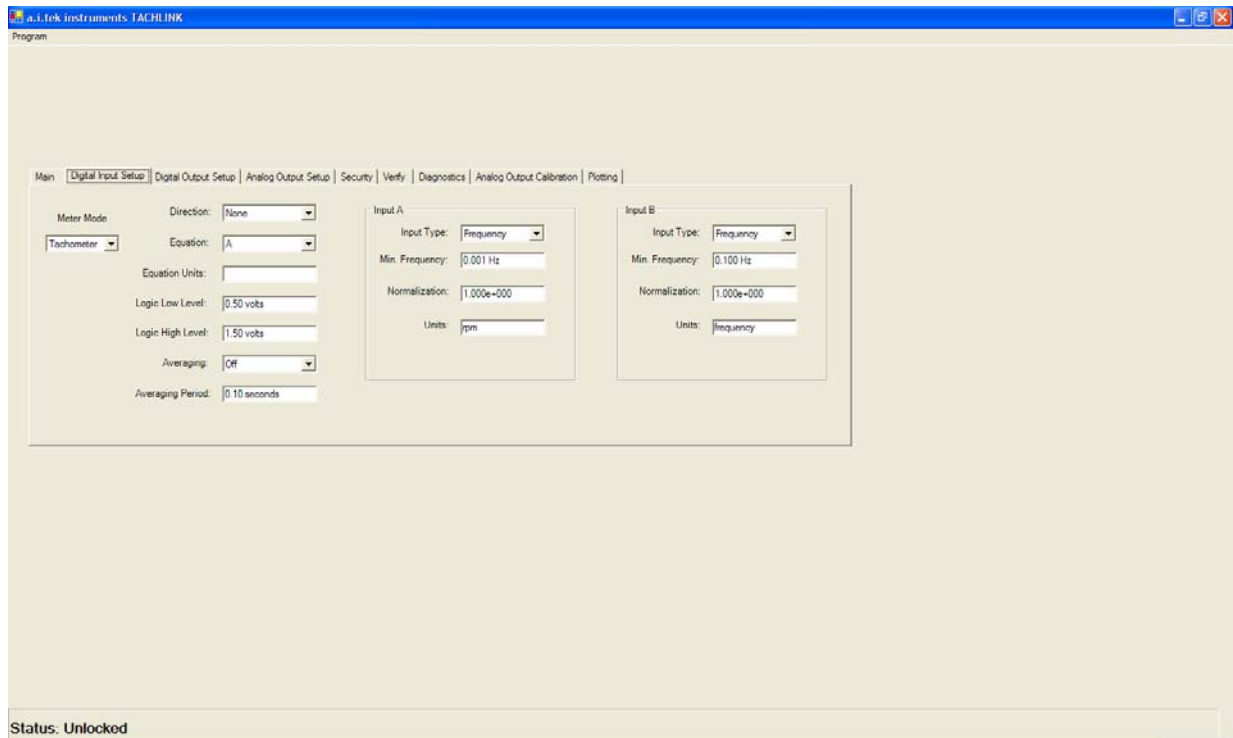 a.i.tek instruments TACHLINK
Program
Main Digital Input Setup Digital Output Setup Analog Output Setup Security Verify Diagnostics Analog Output Calibration Plotting
Meter Mode
Tachometer
Direction: None
Equation: A
Equation Units:
Logic Low Level: 0.50 volts
Logic High Level: 1.50 volts
Averaging: Off
Averaging Period: 0.10 seconds
Input A
Input Type: Frequency
Min. Frequency: 0.001 Hz
Normalization: 1.000e+000
Units: rpm
Input B
Input Type: Frequency
Min. Frequency: 0.100 Hz
Normalization: 1.000e+000
Units: frequency
Status: Unlocked